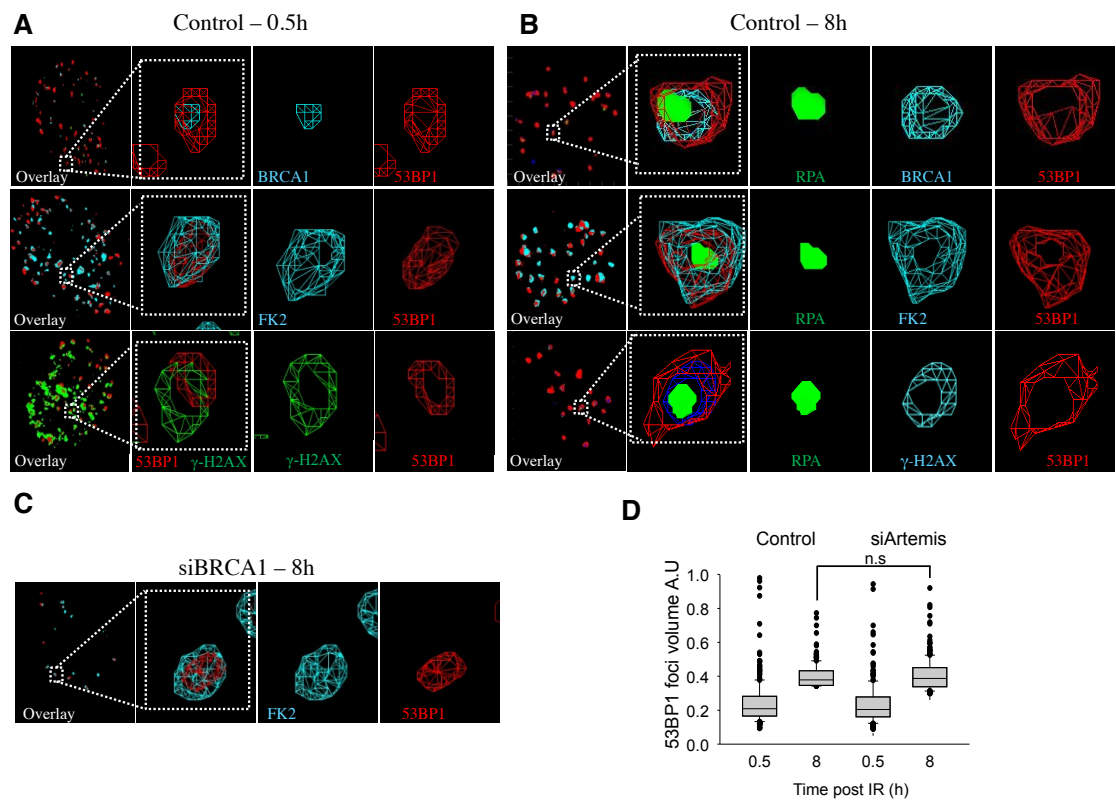 A
Control – 0.5h
B
Control – 8h
Overlay
BRCA1
53BP1
Overlay
RPA
BRCA1
53BP1
Overlay
FK2
53BP1
Overlay
RPA
FK2
53BP1
Overlay
53BP1 γ-H2AX
γ-H2AX
53BP1
Overlay
RPA
γ-H2AX
53BP1
C
siBRCA1 – 8h
Overlay
FK2
53BP1
D
Control
siArtemis
n.s
53BP1 foci volume A.U
1.0
0.8
0.6
0.4
0.2
0.0
0.5
8
0.5
8
Time post IR (h)